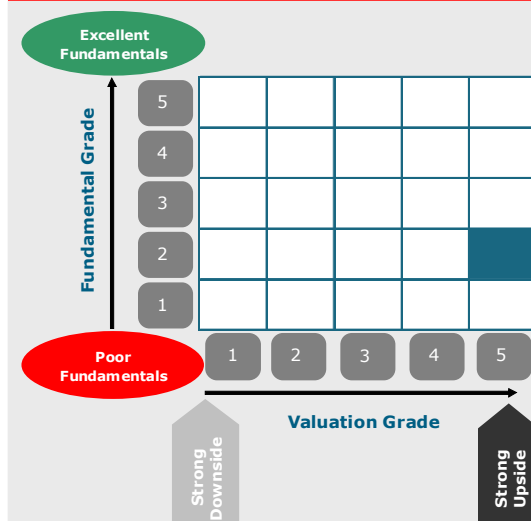 Excellent
Fundamentals
Fundamental Grade
5
4
3
2
1
Poor
Fundamentals
1
2
3
4
5
Valuation Grade
Strong
Downside
Strong
Upside